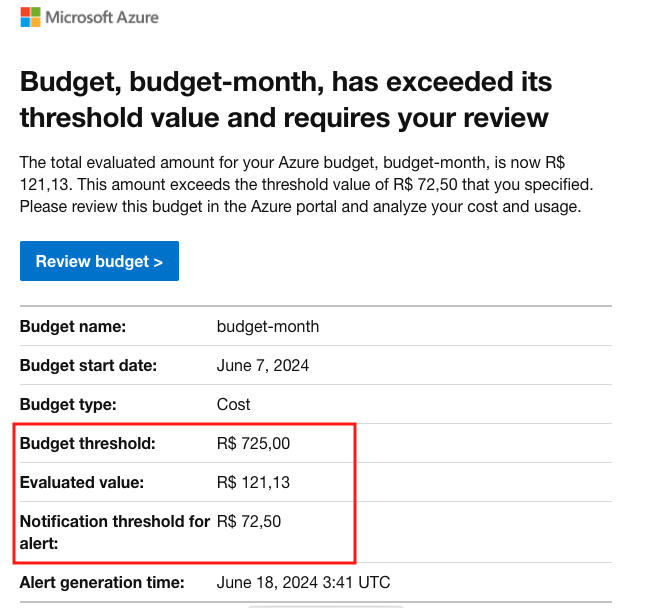 Microsoft Azure
Budget, budget-month, has exceeded its
threshold value and requires your review
The total evaluated amount for your Azure budget, budget-month, is now R$
121,13. This amount exceeds the threshold value of R$ 72,50 that you specified.
Please review this budget in the Azure portal and analyze your cost and usage.
Review budget >
Budget name: budget-month
Budget start date: June 7, 2024
Budget type: Cost
Budget threshold: R$ 725,00
Evaluated value: R$ 121,13
Notification threshold for R$ 72,50
alert:
Alert generation time: June 18, 2024 3:41 UTC